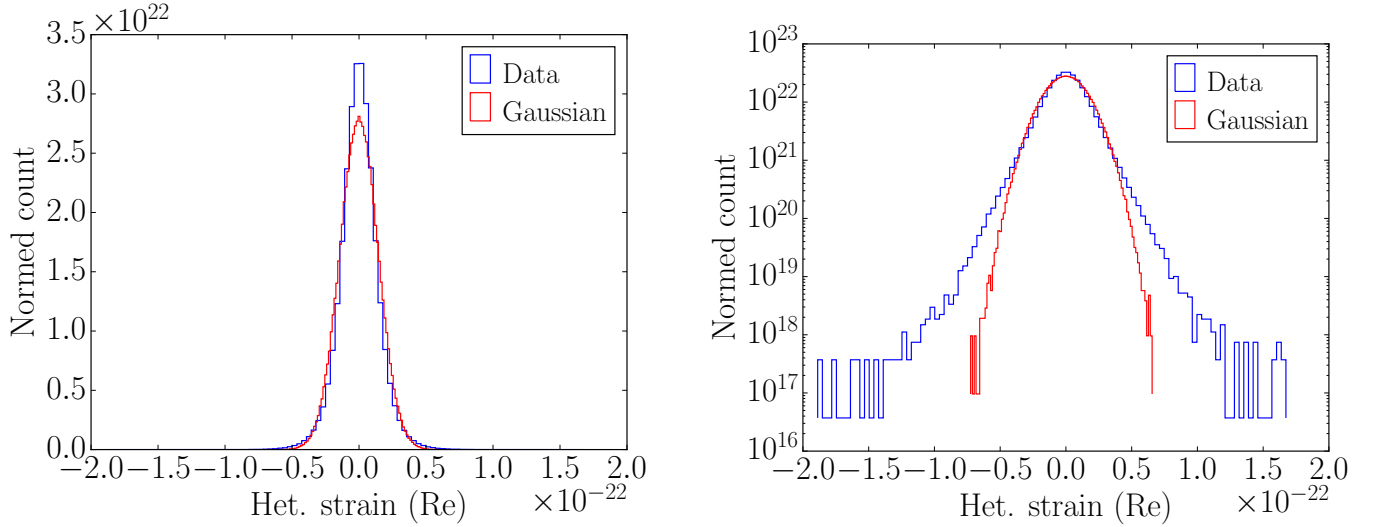 ×10^22
3.5
3.0
2.5
2.0
1.5
1.0
0.5
0.0
Normed count
Data
Gaussian
−2.0 −1.5 −1.0 −0.5 0.0 0.5 1.0 1.5 2.0
Het. strain (Re)
×10^−22
10^23
10^22
10^21
10^20
10^19
10^18
10^17
10^16
Normed count
Data
Gaussian
−2.0 −1.5 −1.0 −0.5 0.0 0.5 1.0 1.5 2.0
Het. strain (Re)
×10^−22